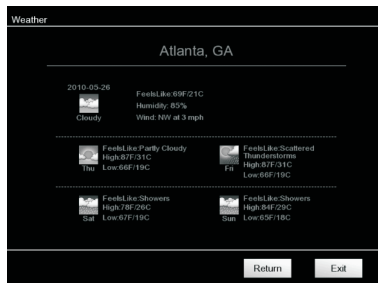 Weather
Atlanta, GA
2010-05-26
Cloudy
FeelsLike:69F/21C
Humidity: 85%
Wind: NW at 3 mph
Thu
FeelsLike:Partly Cloudy
High:87F/31C
Low:66F/19C
Fri
FeelsLike:Scattered
Thunderstorms
High:87F/31C
Low:66F/19C
Sat
FeelsLike:Showers
High:78F/26C
Low:67F/19C
Sun
FeelsLike:Showers
High:84F/29C
Low:65F/18C
Return
Exit